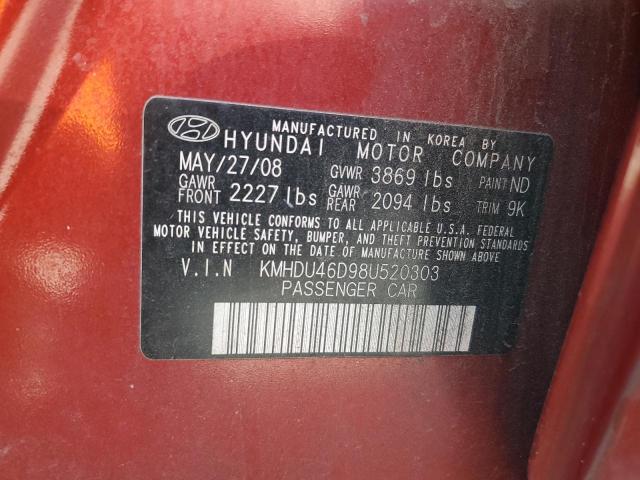 MANUFACTURED IN KOREA BY
HYUNDAI MOTOR COMPANY
MAY/27/08 GVWR 3869 lbs PAINT ND
GAWR FRONT 2227 lbs GAWR REAR 2094 lbs TRIM 9K
THIS VEHICLE CONFORMS TO ALL APPLICABLE U.S.A. FEDERAL
MOTOR VEHICLE SAFETY, BUMPER, AND THEFT PREVENTION STANDARDS
IN EFFECT ON THE DATE OF MANUFACTURE SHOWN ABOVE
V.I.N KMHDU46D98U520303
PASSENGER CAR